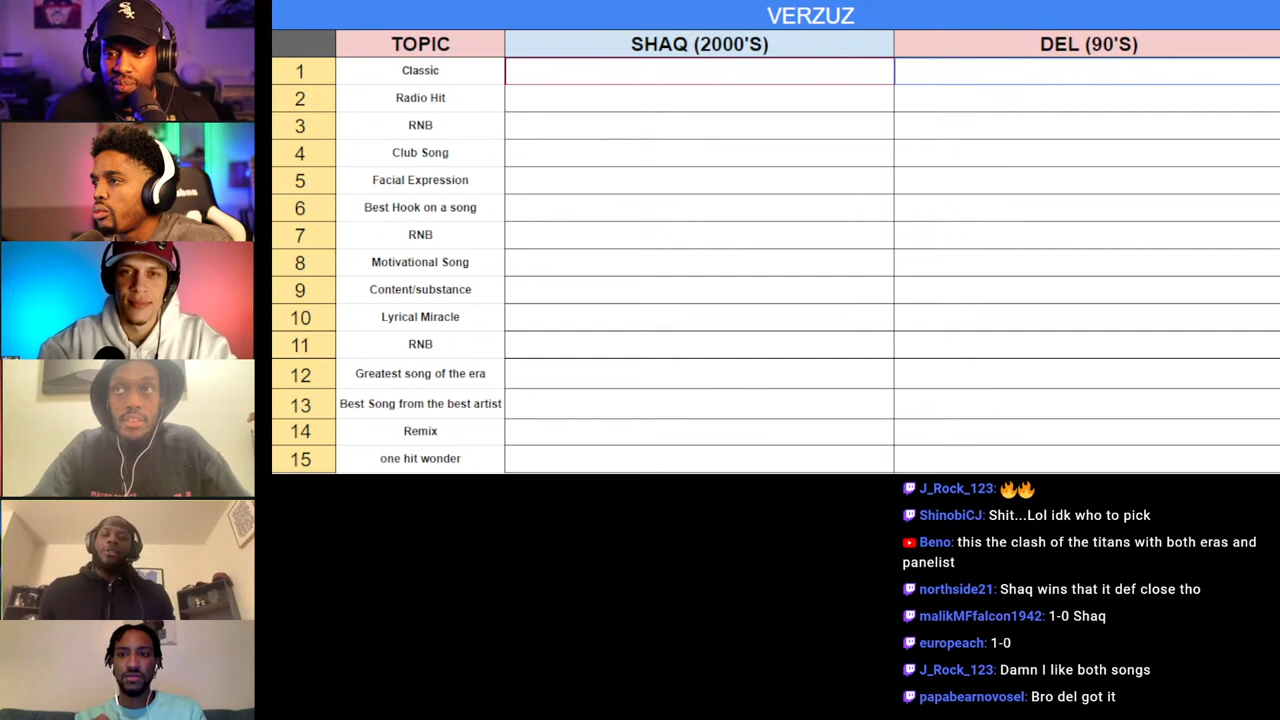 VERZUZ
TOPIC SHAQ (2000'S) DEL (90'S)
1 Classic
2 Radio Hit
3 RNB
4 Club Song
5 Facial Expression
6 Best Hook on a song
7 RNB
8 Motivational Song
9 Content/substance
10 Lyrical Miracle
11 RNB
12 Greatest song of the era
13 Best Song from the best artist
14 Remix
15 one hit wonder
J_Rock_123: 🔥🔥
ShinobiCJ: Shit...Lol idk who to pick
Beno: this the clash of the titans with both eras and
panelist
northside21: Shaq wins that it def close tho
malikMFfalcon1942: 1-0 Shaq
europeach: 1-0
J_Rock_123: Damn I like both songs
papabearnovosel: Bro del got it